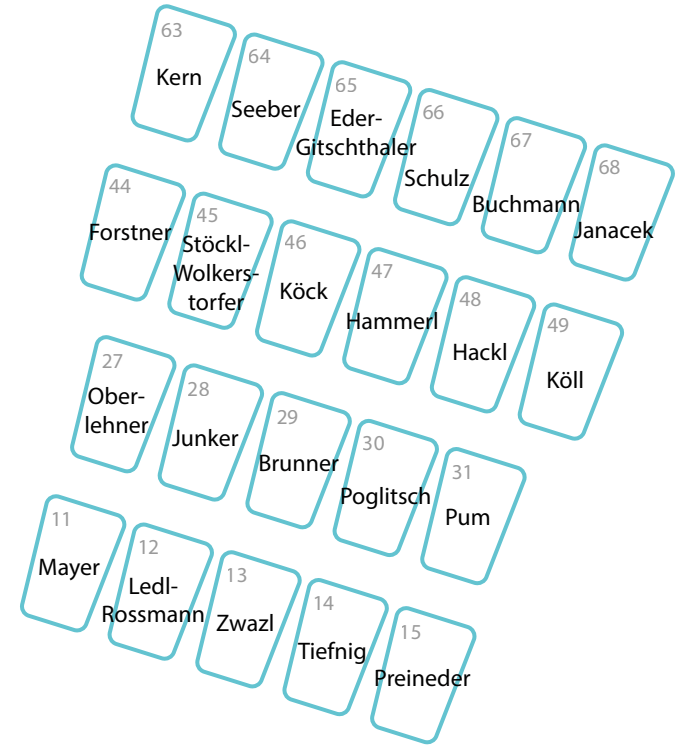 63
Kern
64
Seeber
65
Eder-
Gitschthaler
66
Schulz
67
Buchmann
68
Janacek
44
Forstner
45
Stöckl-
Wolkers-
torfer
46
Köck
47
Hammerl
48
Hackl
49
Köll
27
Ober-
lehner
28
Junker
29
Brunner
30
Poglitsch
31
Pum
11
Mayer
12
Ledl-
Rossmann
13
Zwazl
14
Tiefnig
15
Preineder